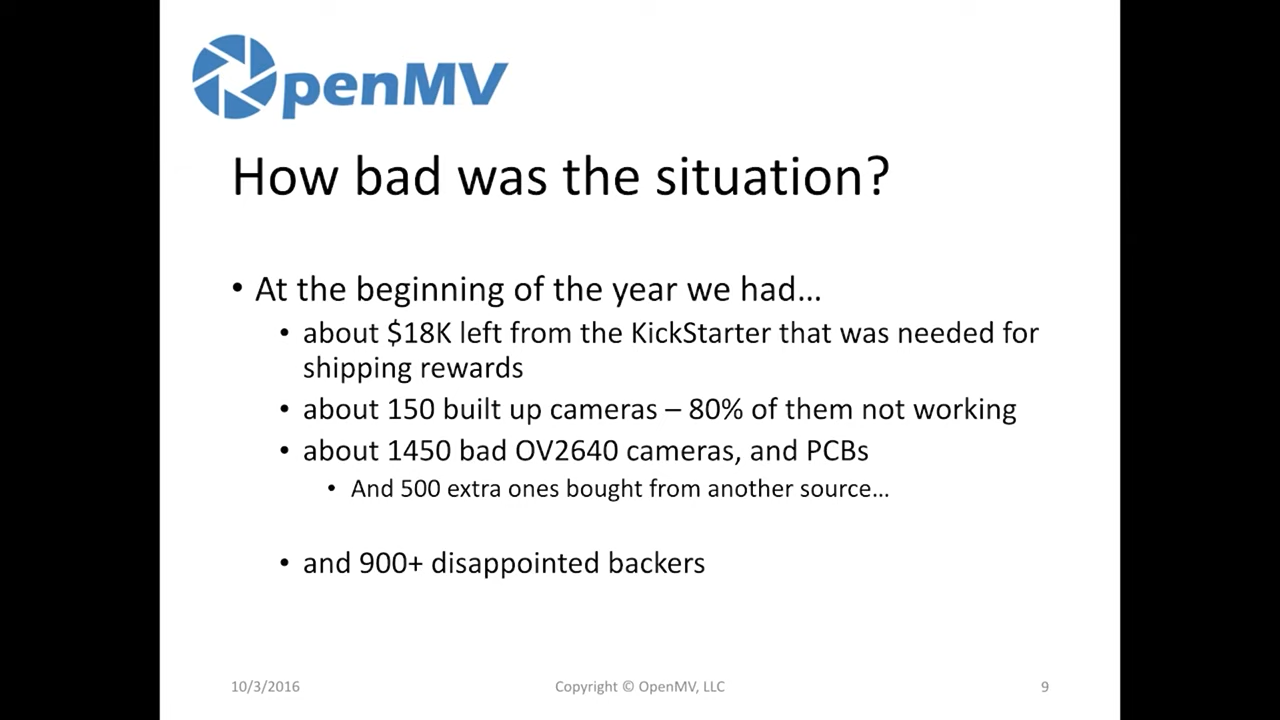 OpenMV
How bad was the situation?
• At the beginning of the year we had…
• about $18K left from the KickStarter that was needed for
shipping rewards
• about 150 built up cameras – 80% of them not working
• about 1450 bad OV2640 cameras, and PCBs
• And 500 extra ones bought from another source…
• and 900+ disappointed backers
10/3/2016
Copyright © OpenMV, LLC
9